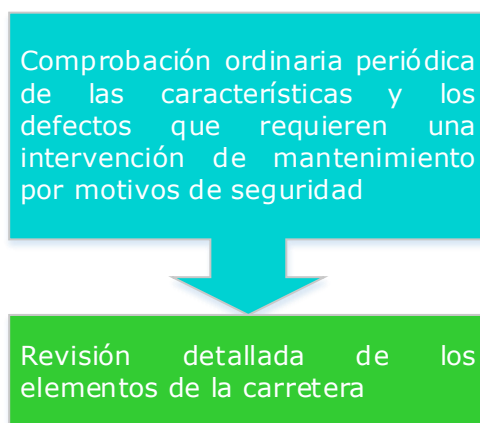 Comprobación ordinaria periódica
de las características y los
defectos que requieren una
intervención de mantenimiento
por motivos de seguridad
Revisión detallada de los
elementos de la carretera